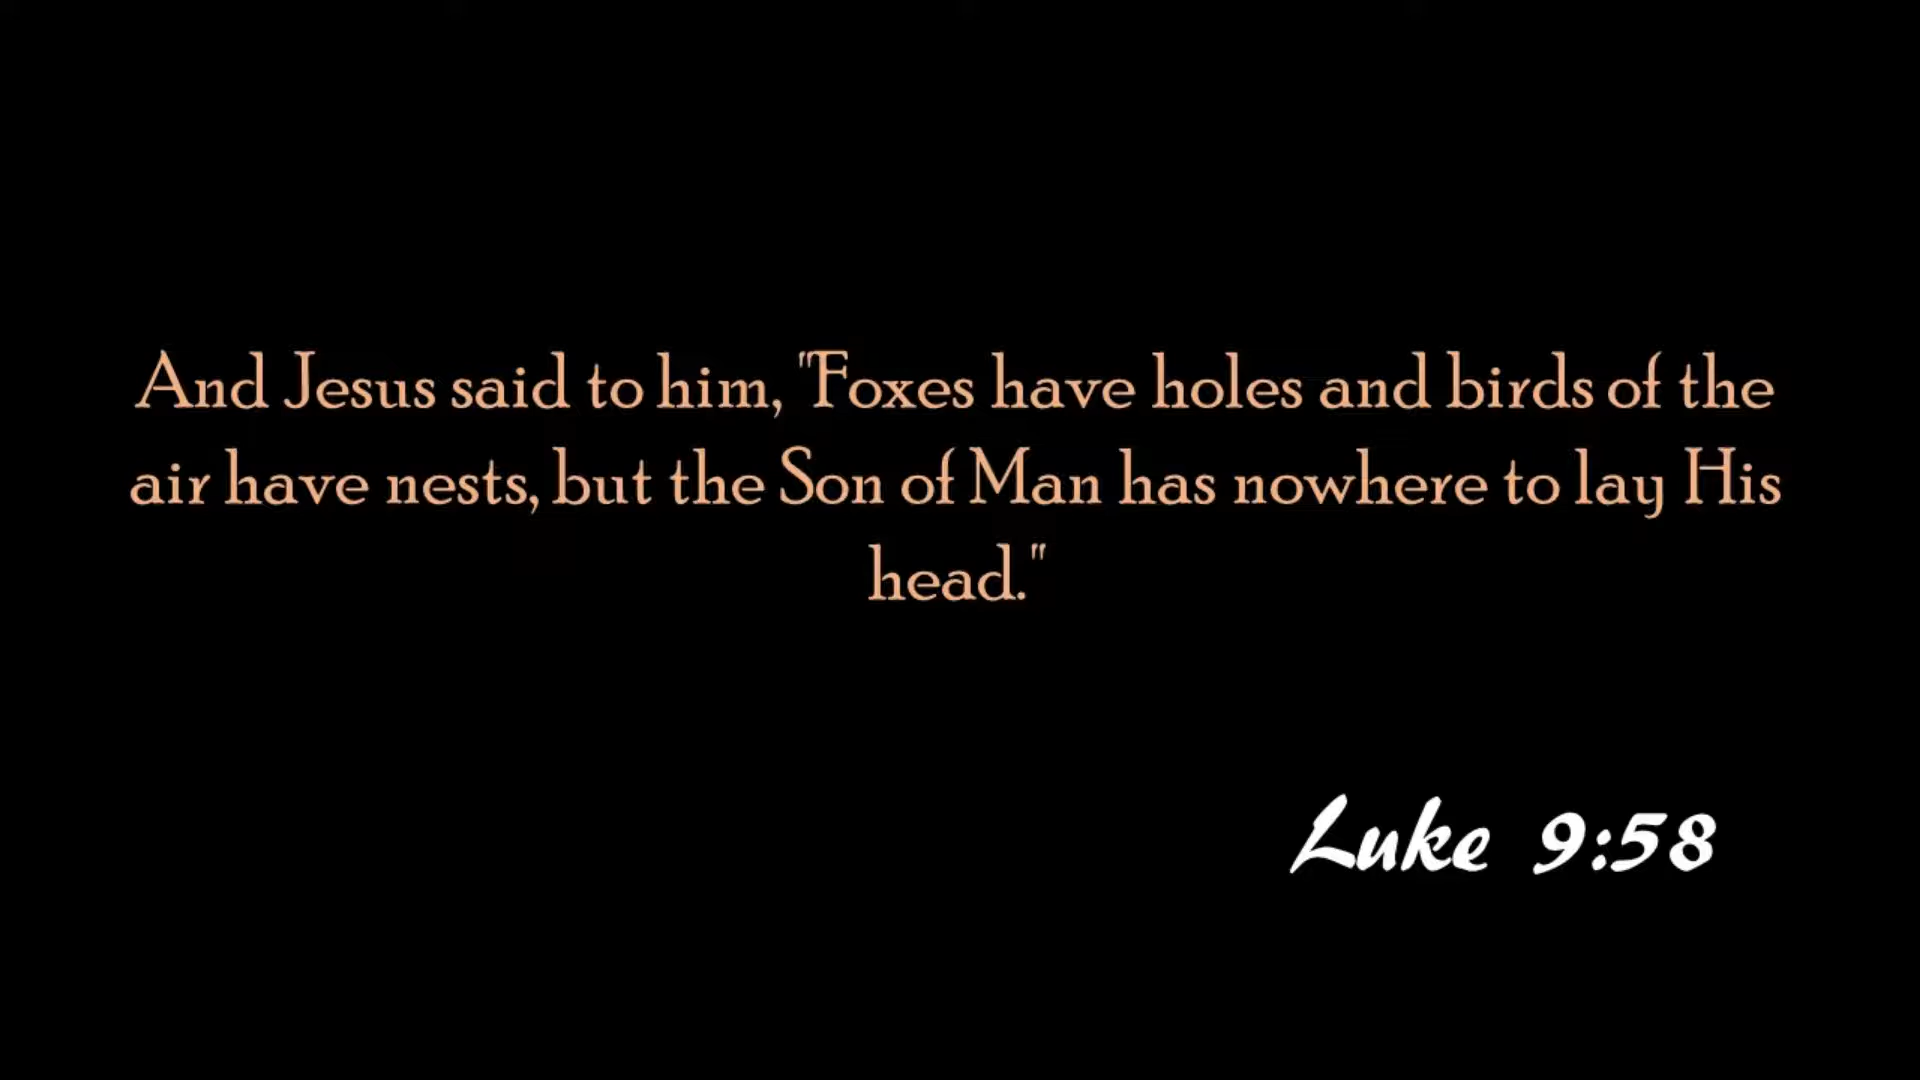 And Jesus said to him, "Foxes have holes and birds of the
air have nests, but the Son of Man has nowhere to lay His
head."
Luke 9:58